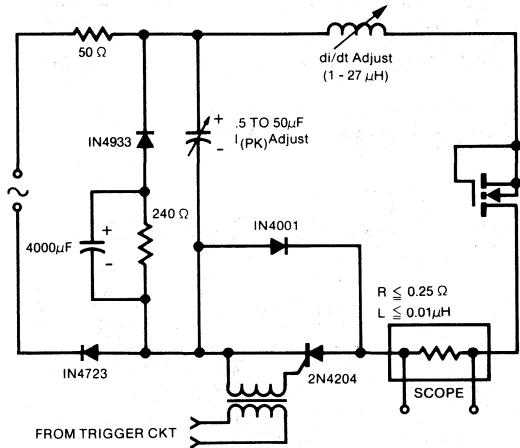 50 Ω
di/dt Adjust
(1 - 27 μH)
+
.5 TO 50μF
I(PK) Adjust
-
IN4933
4000μF
+
-
240 Ω
IN4001
R ≦ 0.25 Ω
L ≦ 0.01μH
IN4723
2N4204
SCOPE
FROM TRIGGER CKT